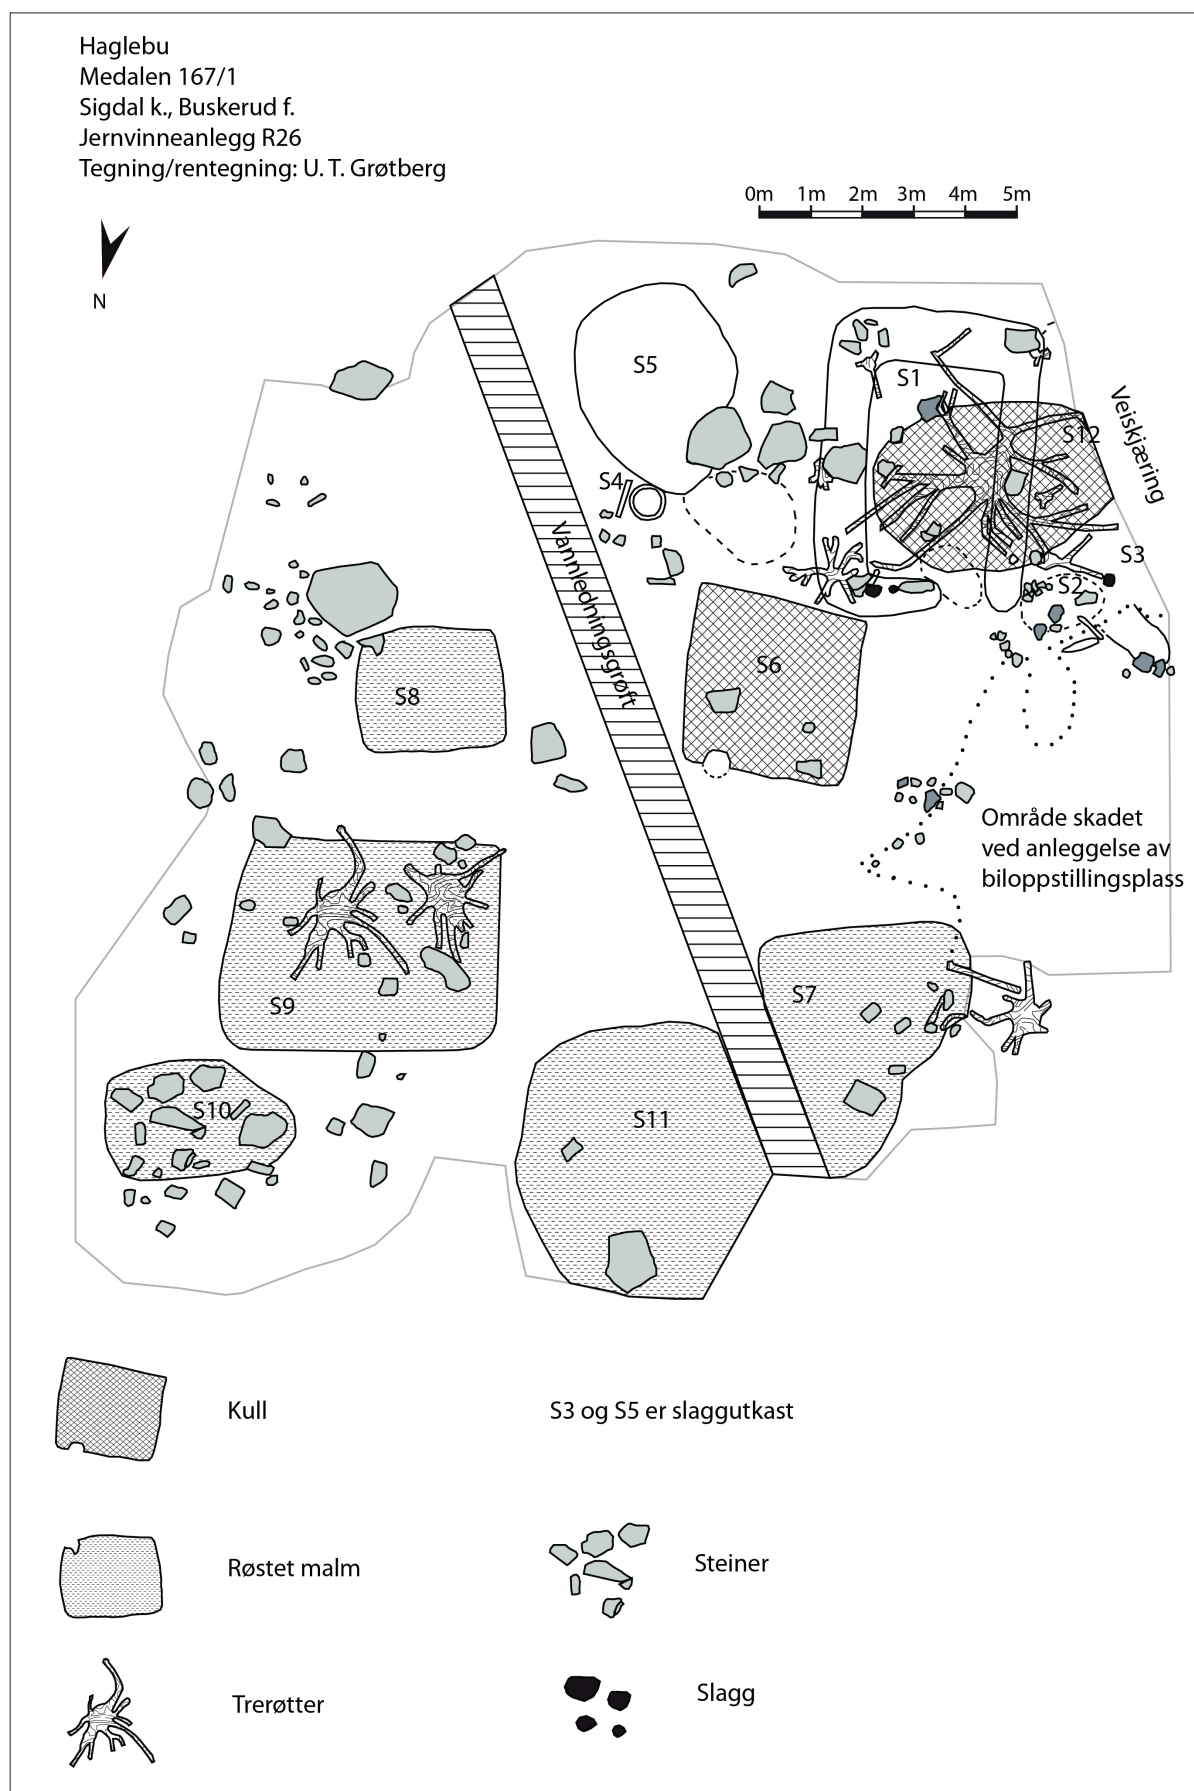 Haglebu
Medalen 167/1
Sigdal k., Buskerud f.
Jernvinneanlegg R26
Tegning/rentegning: U. T. Grøtberg
0m 1m 2m 3m 4m 5m
N
S5
S1
S12
Veiskjæring
S4
Vannledningsgrøft
S3
S2
S6
S8
Område skadet
ved anleggelse av
biloppstillingsplass
S9
S7
S10
S11
Kull
S3 og S5 er slaggutkast
Røstet malm
Steiner
Trerøtter
Slagg